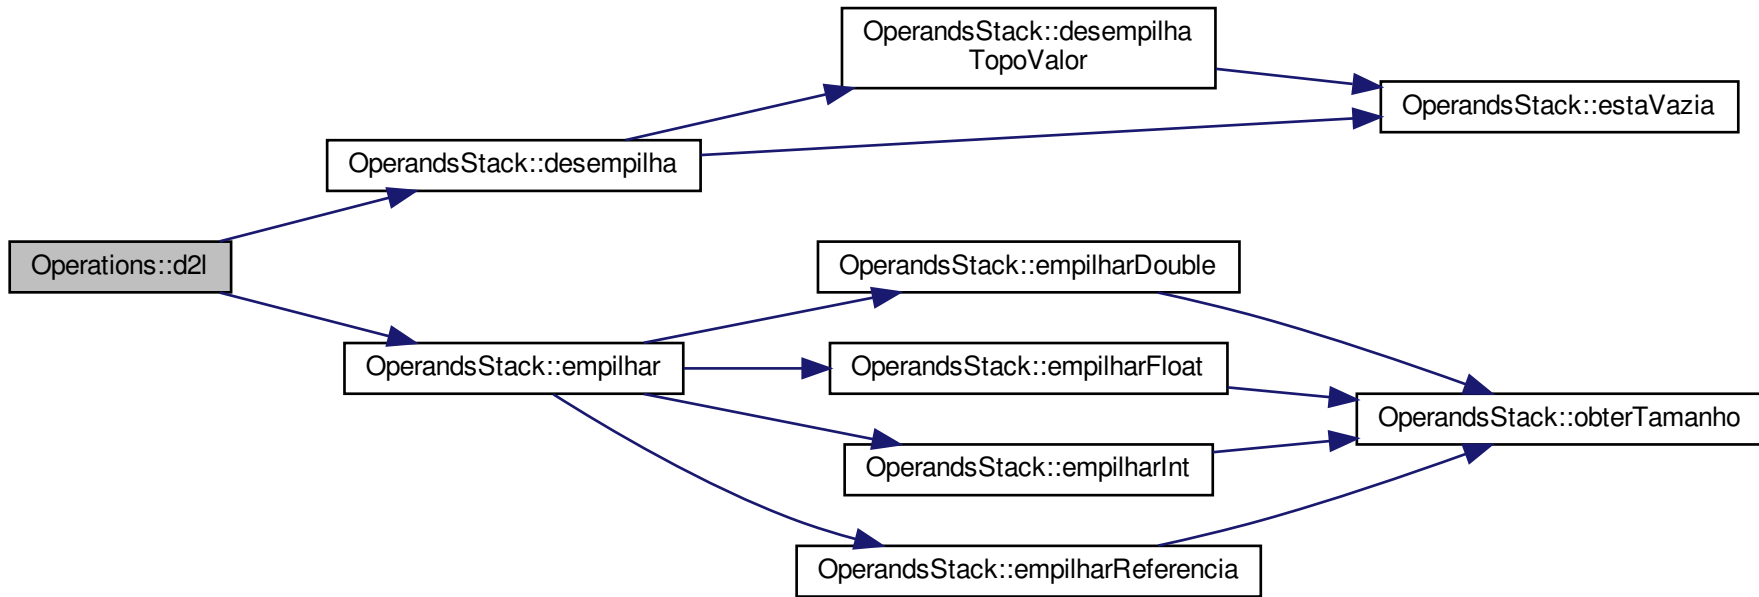 OperandsStack::desempilha
TopoValor
OperandsStack::estaVazia
OperandsStack::desempilha
Operations::d2l
OperandsStack::empilharDouble
OperandsStack::empilhar
OperandsStack::empilharFloat
OperandsStack::obterTamanho
OperandsStack::empilharInt
OperandsStack::empilharReferencia